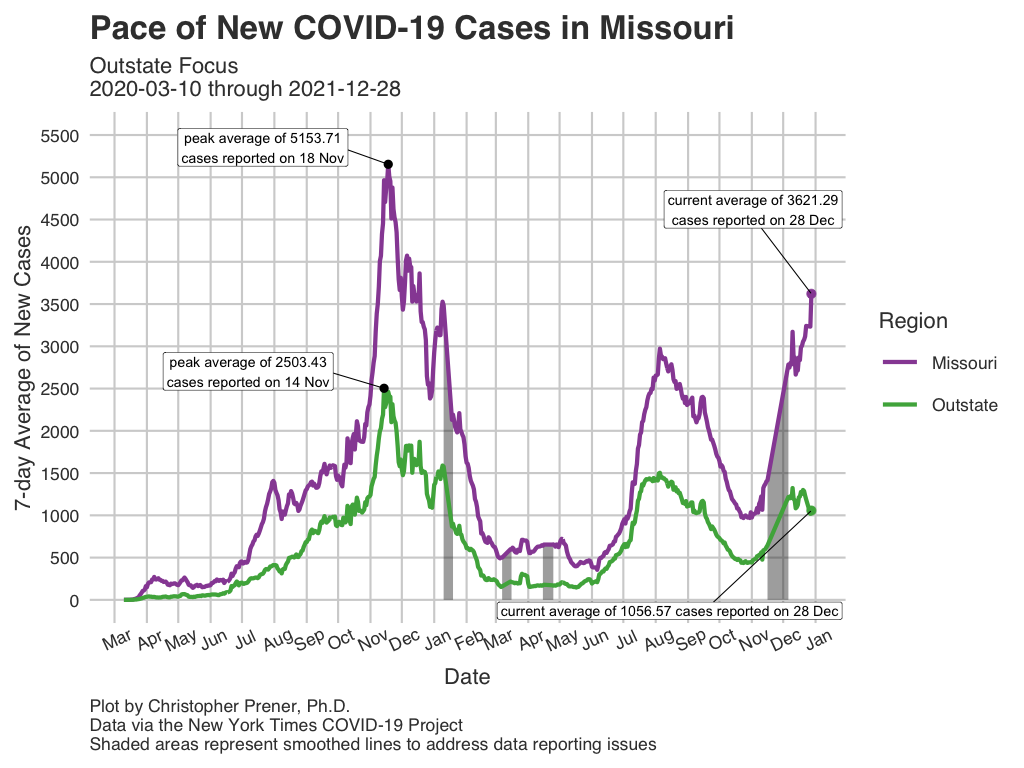 Pace of New COVID-19 Cases in Missouri
Outstate Focus
2020-03-10 through 2021-12-28
peak average of 5153.71
cases reported on 18 Nov
current average of 3621.29
cases reported on 28 Dec
peak average of 2503.43
cases reported on 14 Nov
current average of 1056.57 cases reported on 28 Dec
7-day Average of New Cases
5500
5000
4500
4000
3500
3000
2500
2000
1500
1000
500
0
Mar Apr May Jun Jul Aug Sep Oct Nov Dec Jan Feb Mar Apr May Jun Jul Aug Sep Oct Nov Dec Jan
Date
Region
Missouri
Outstate
Plot by Christopher Prener, Ph.D.
Data via the New York Times COVID-19 Project
Shaded areas represent smoothed lines to address data reporting issues